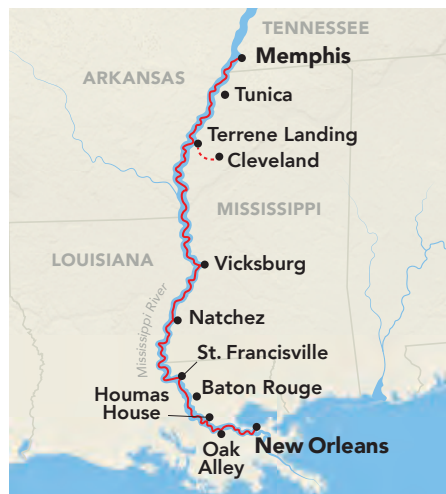 TENNESSEE
Memphis
ARKANSAS
Tunica
Terrene Landing
Cleveland
MISSISSIPPI
LOUISIANA
Vicksburg
Mississippi River
Natchez
St. Francisville
Baton Rouge
Houmas
House
Oak
Alley
New Orleans